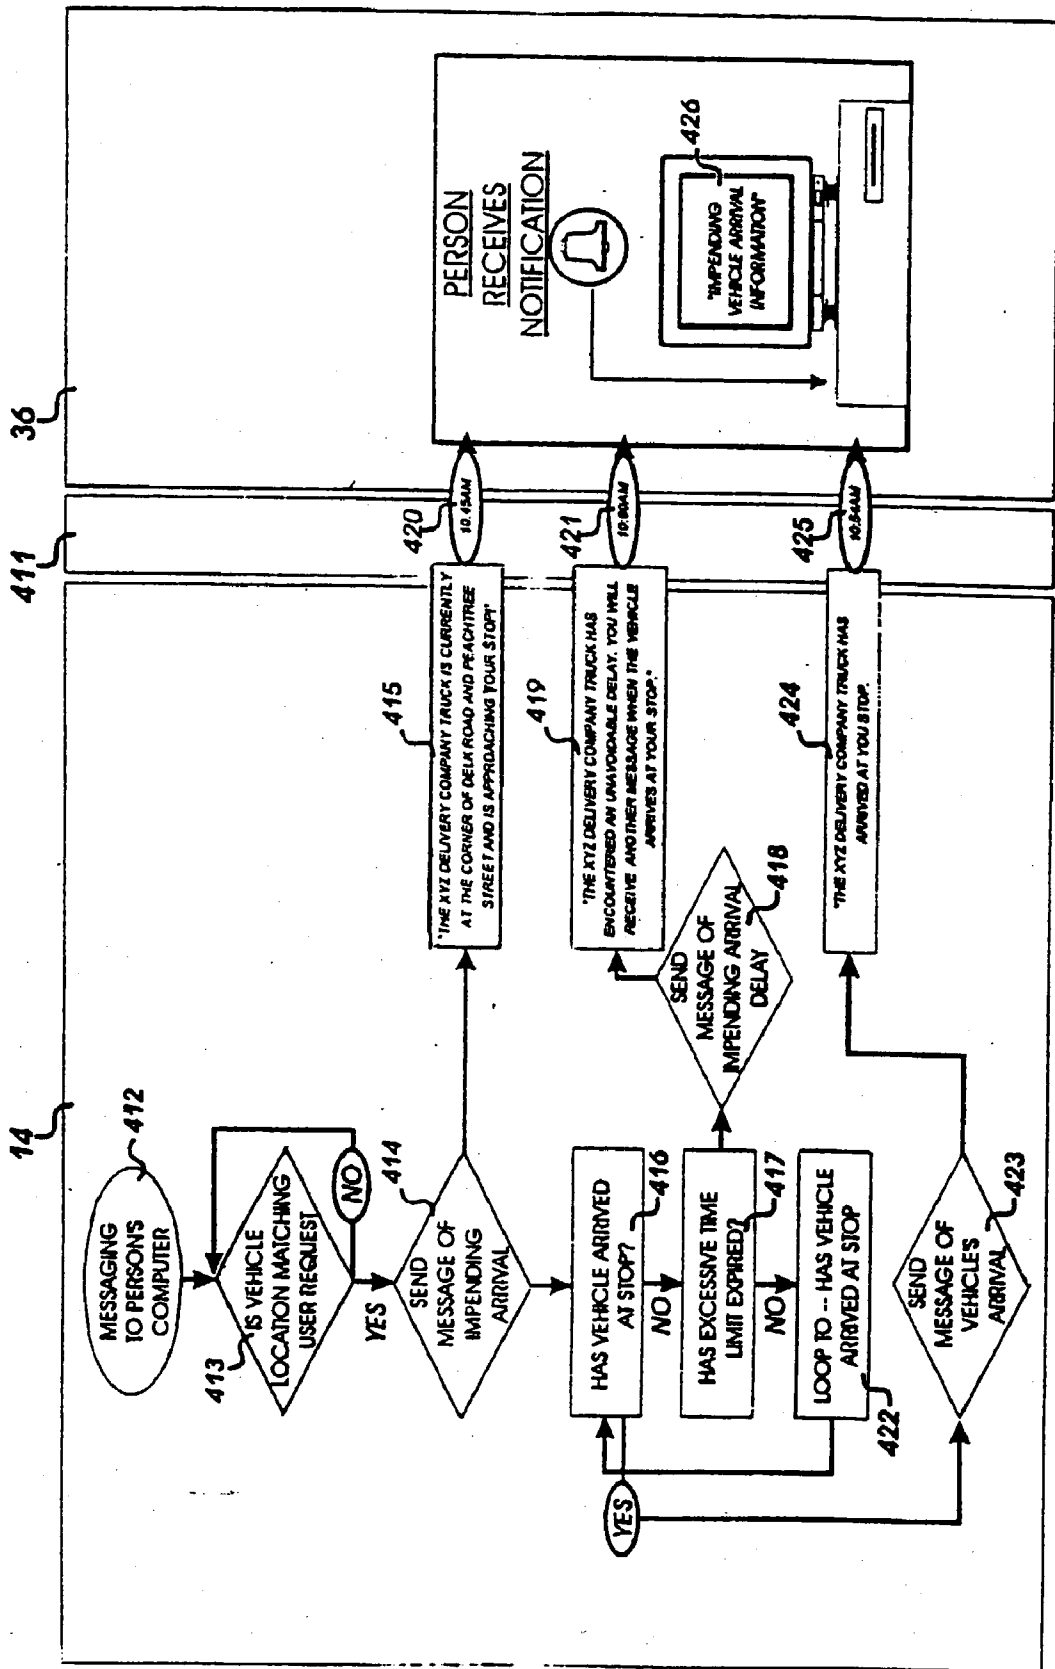 14
411
36
MESSAGING
TO PERSON'S
COMPUTER
412
413
"IS VEHICLE
LOCATION MATCHING
USER REQUEST
NO
YES
414
SEND
MESSAGE OF
IMPENDING
ARRIVAL
415
"THE XYZ DELIVERY COMPANY TRUCK IS CURRENTLY
AT THE CORNER OF DELK ROAD AND PEACHTREE
STREET AND IS APPROACHING YOUR STOP!"
420
10:45AM
HAS VEHICLE ARRIVED
AT STOP?
416
NO
YES
HAS EXCESSIVE TIME
LIMIT EXPIRED?
417
NO
SEND
MESSAGE OF
IMPENDING ARRIVAL
DELAY
418
419
"THE XYZ DELIVERY COMPANY TRUCK HAS
ENCOUNTERED AN UNAVOIDABLE DELAY. YOU WILL
RECEIVE ANOTHER MESSAGE WHEN THE VEHICLE
ARRIVES AT YOUR STOP."
421
LOOP TO -- HAS VEHICLE
ARRIVED AT STOP
422
SEND
MESSAGE OF
VEHICLE'S
ARRIVAL
423
424
"THE XYZ DELIVERY COMPANY TRUCK HAS
ARRIVED AT YOU STOP.
425
10:54AM
PERSON
RECEIVES
NOTIFICATION
"IMPENDING
VEHICLE ARRIVAL
INFORMATION"
426